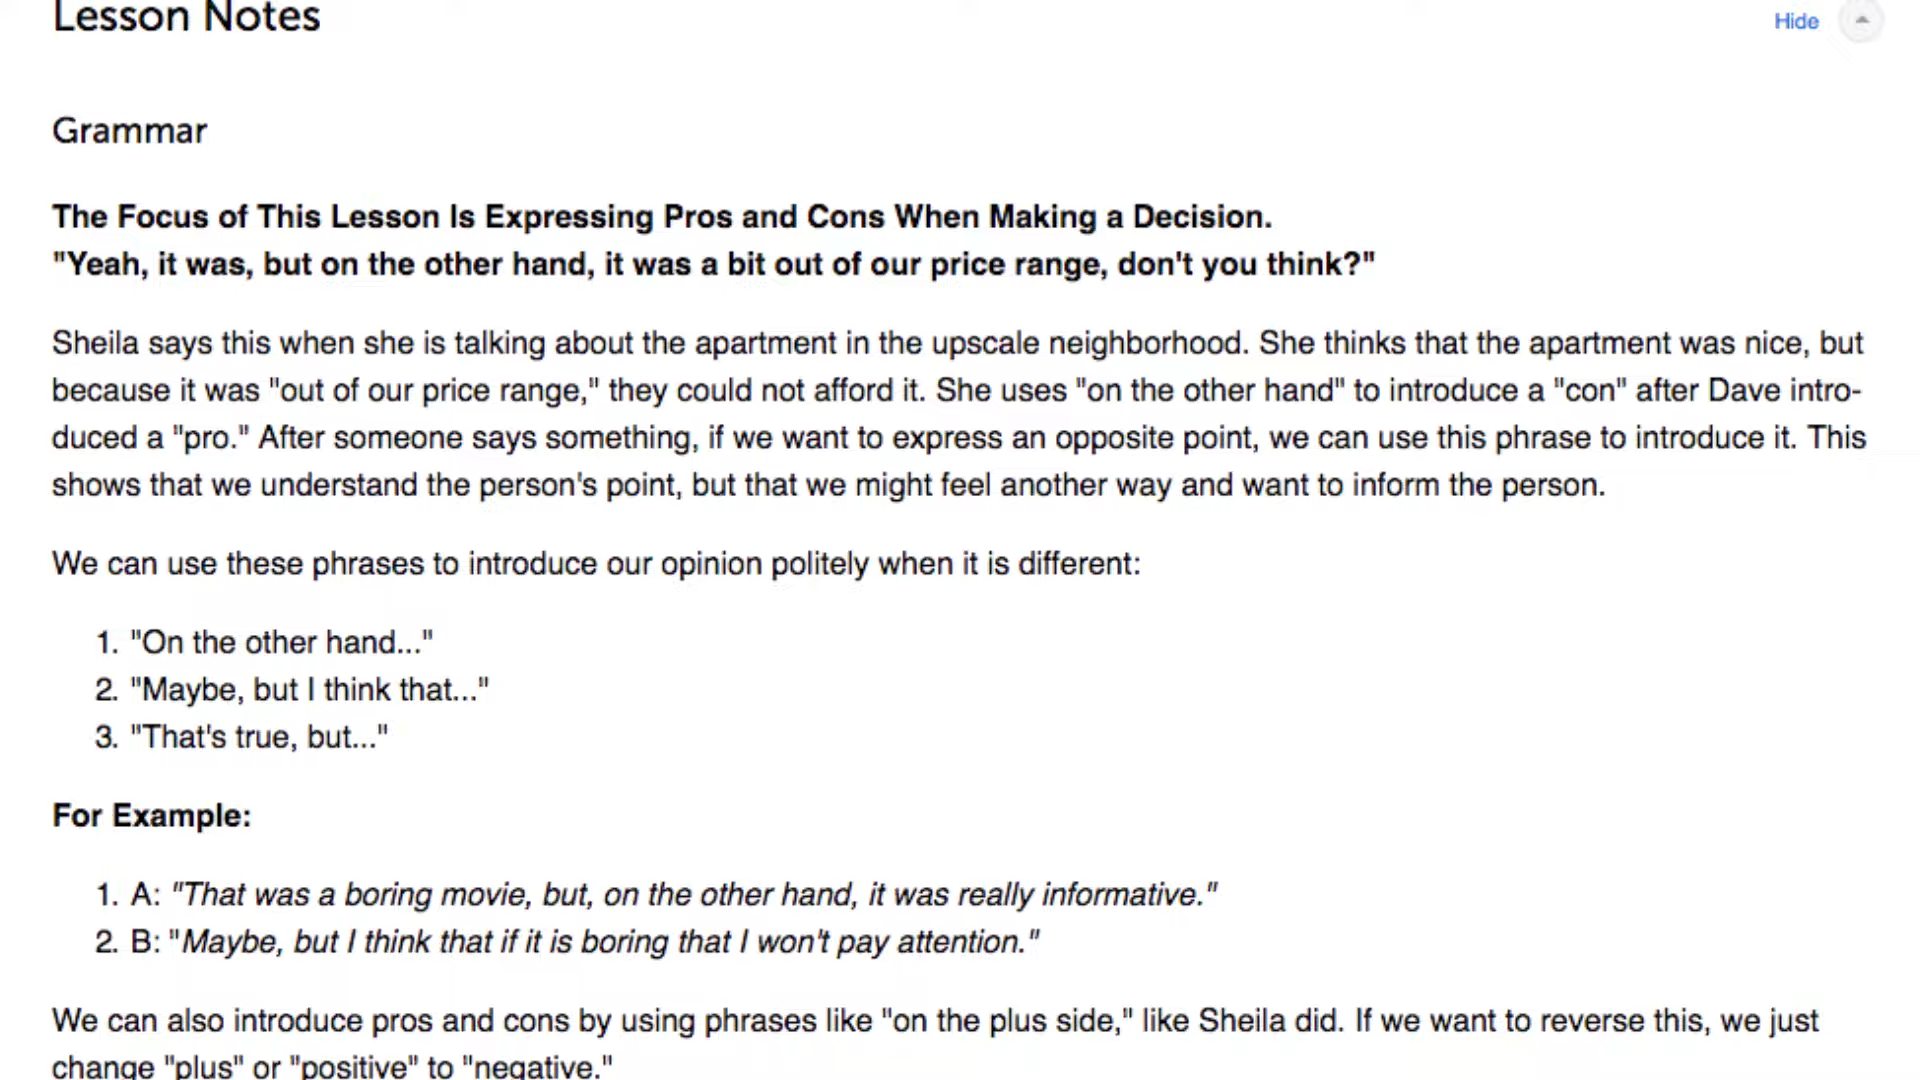 Lesson Notes
Hide
Grammar
The Focus of This Lesson Is Expressing Pros and Cons When Making a Decision.
"Yeah, it was, but on the other hand, it was a bit out of our price range, don't you think?"
Sheila says this when she is talking about the apartment in the upscale neighborhood. She thinks that the apartment was nice, but
because it was "out of our price range," they could not afford it. She uses "on the other hand" to introduce a "con" after Dave intro-
duced a "pro." After someone says something, if we want to express an opposite point, we can use this phrase to introduce it. This
shows that we understand the person's point, but that we might feel another way and want to inform the person.
We can use these phrases to introduce our opinion politely when it is different:
1. "On the other hand..."
2. "Maybe, but I think that..."
3. "That's true, but..."
For Example:
1. A: "That was a boring movie, but, on the other hand, it was really informative."
2. B: "Maybe, but I think that if it is boring that I won't pay attention."
We can also introduce pros and cons by using phrases like "on the plus side," like Sheila did. If we want to reverse this, we just
change "plus" or "positive" to "negative."